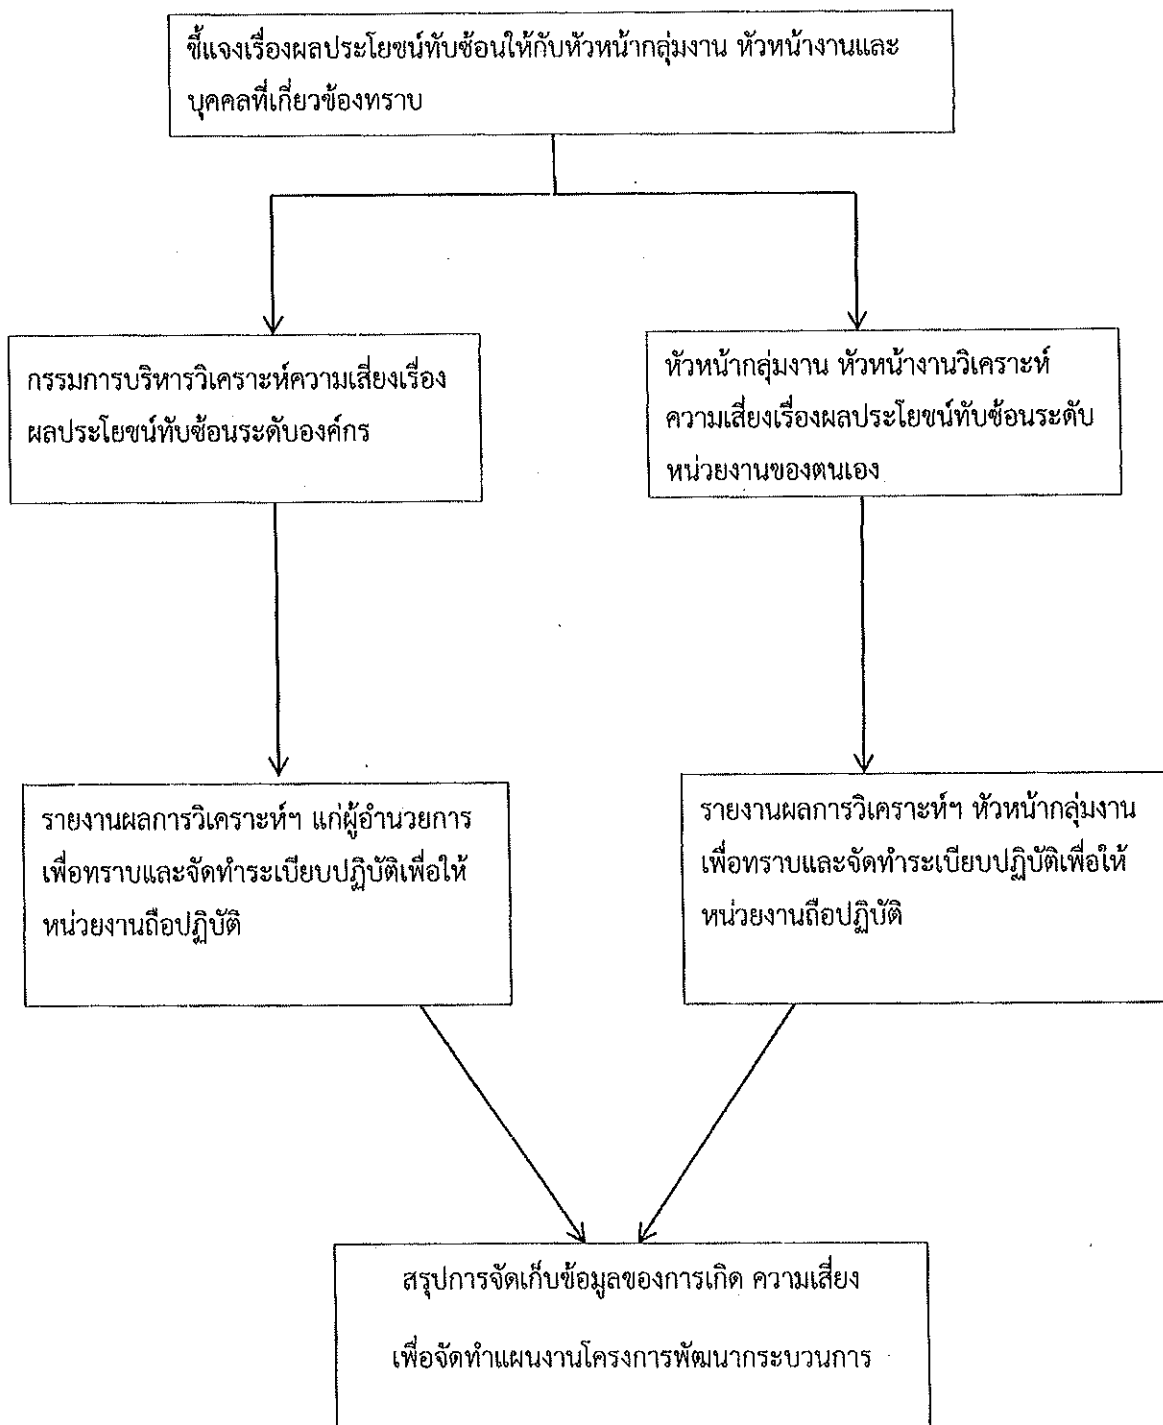 ชี้แจงเรื่องผลประโยชน์ทับซ้อนให้กับหัวหน้ากลุ่มงาน หัวหน้างานและ
บุคคลที่เกี่ยวข้องทราบ
กรรมการบริหารวิเคราะห์ความเสี่ยงเรื่อง
ผลประโยชน์ทับซ้อนระดับองค์กร
หัวหน้ากลุ่มงาน หัวหน้างานวิเคราะห์
ความเสี่ยงเรื่องผลประโยชน์ทับซ้อนระดับ
หน่วยงานของตนเอง
รายงานผลการวิเคราะห์ฯ แก่ผู้อำนวยการ
เพื่อทราบและจัดทำระเบียบปฏิบัติเพื่อให้
หน่วยงานถือปฏิบัติ
รายงานผลการวิเคราะห์ฯ หัวหน้ากลุ่มงาน
เพื่อทราบและจัดทำระเบียบปฏิบัติเพื่อให้
หน่วยงานถือปฏิบัติ
สรุปการจัดเก็บข้อมูลของการเกิด ความเสี่ยง
เพื่อจัดทำแผนงานโครงการพัฒนากระบวนการ